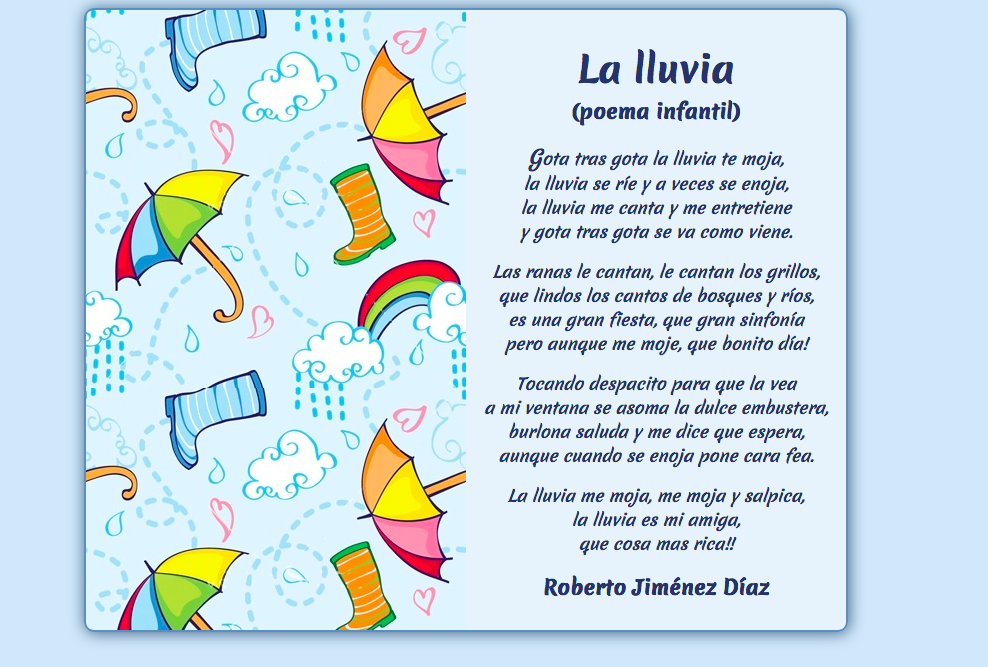 La lluvia
(poema infantil)
Gota tras gota la lluvia te moja,
la lluvia se ríe y a veces se enoja,
la lluvia me canta y me entretiene
y gota tras gota se va como viene.
Las ranas le cantan, le cantan los grillos,
que lindos los cantos de bosques y ríos,
es una gran fiesta, que gran sinfonía
pero aunque me moje, que bonito día!
Tocando despacito para que la vea
a mi ventana se asoma la dulce embustera,
burlona saluda y me dice que espera,
aunque cuando se enoja pone cara fea.
La lluvia me moja, me moja y salpica,
la lluvia es mi amiga,
que cosa mas rica!!
Roberto Jiménez Díaz